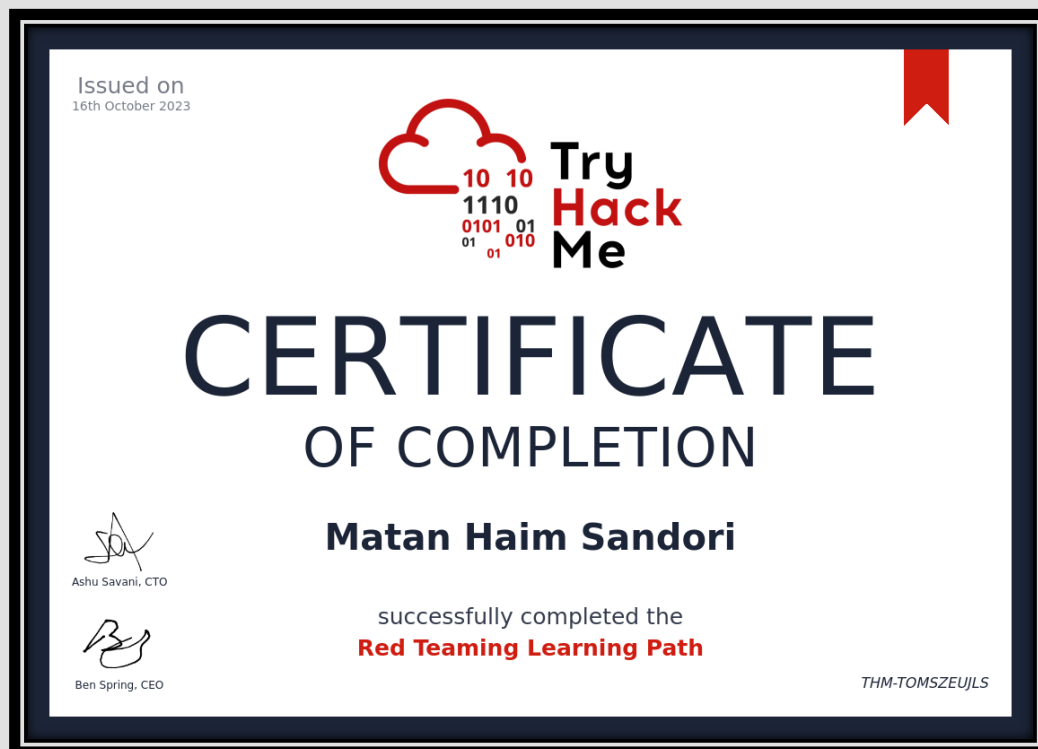 Issued on
16th October 2023
10 10
1110
0101 01
01 010
01
Try
Hack
Me
CERTIFICATE
OF COMPLETION
Matan Haim Sandori
successfully completed the
Red Teaming Learning Path
Ashu Savani, CTO
Ben Spring, CEO
THM-TOMSZEUJLS